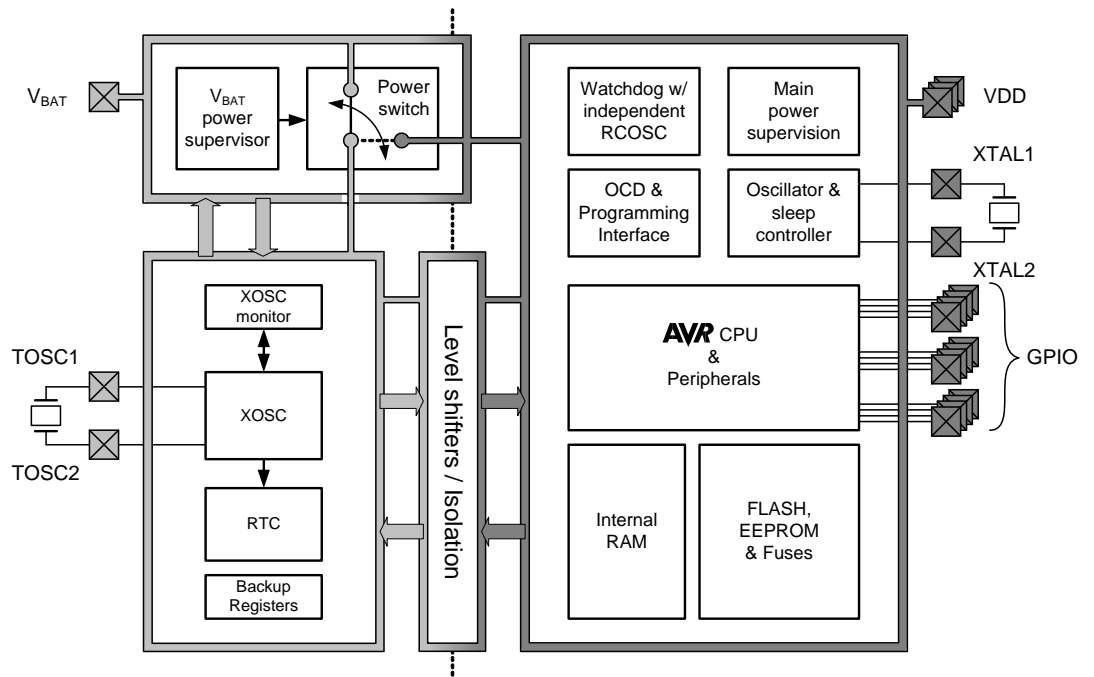 VBAT
VBAT
power
supervisor
Power
switch
Watchdog w/
independent
RCOSC
Main
power
supervision
VDD
OCD &
Programming
Interface
Oscillator &
sleep
controller
XTAL1
XTAL2
XOSC
monitor
TOSC1
XOSC
TOSC2
RTC
Backup
Registers
Level shifters / Isolation
AVR CPU
&
Peripherals
GPIO
Internal
RAM
FLASH,
EEPROM
& Fuses